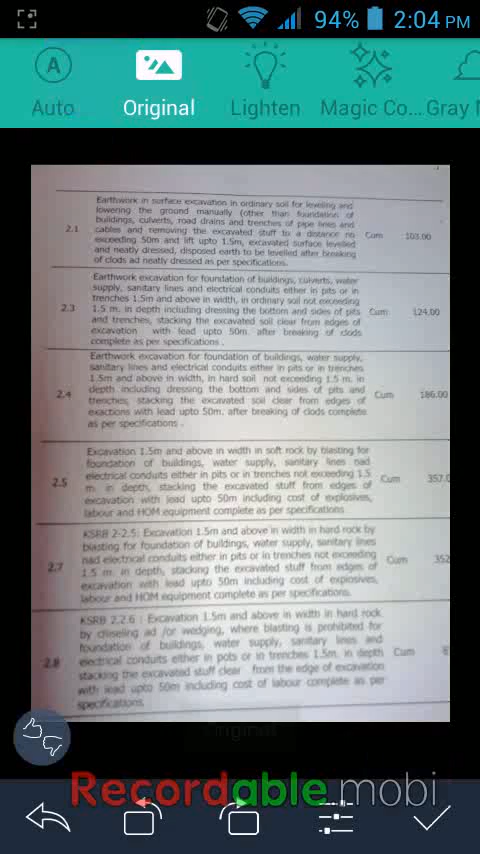 94% 2:04 PM
A
Auto Original Lighten Magic Co... Gray
Earthwork in surface excavation in ordinary soil for leveling and
lowering the ground manually (other than foundation of
buildings, culverts, road drains and trenches of pipe lines and
2.1 cables and removing the excavated stuff to a distance no Cum 103.00
exceeding 50m and lift upto 1.5m, excavated surface levelled
and neatly dressed, disposed earth to be levelled after breaking
of clods ad neatly dressed as per specifications.
Earthwork excavation for foundation of buildings, culverts, water
supply, sanitary lines and electrical conduits either in pits or in
trenches 1.5m and above in width, in ordinary soil not exceeding
2.3 1.5 m. in depth including dressing the bottom and sides of pits Cum 124.00
and trenches, stacking the excavated soil clear from edges of
excavation with lead upto 50m. after breaking of clods
complete as per specifications .
Earthwork excavation for foundation of buildings, water supply,
sanitary lines and electrical conduits either in pits or in trenches
1.5m and above in width, in hard soil not exceeding 1.5 m. in
2.4 depth including dressing the bottom and sides of pits and Cum 186.00
trenches, stacking the excavated soil clear from edges of
exactions with lead upto 50m. after breaking of clods complete
as per specifications .
Excavation 1.5m and above in width in soft rock by blasting for
foundation of buildings, water supply, sanitary lines nad
2.5 electrical conduits either in pits or in trenches not exceeding 1.5 Cum 357.0
m. in depth, stacking the excavated stuff from edges of
excavation with lead upto 50m including cost of explosives,
labour and HOM equipment complete as per specifications
KSRB 2-2.5: Excavation 1.5m and above in width in hard rock by
blasting for foundation of buildings, water supply, sanitary lines
2.7 nad electrical conduits either in pits or in trenches not exceeding Cum 352
1.5 m. in depth, stacking the excavated stuff from edges of
excavation with lead upto 50m including cost of explosives,
labour and HOM equipment complete as per specifications.
KSRB 2.2.6 : Excavation 1.5m and above in width in hard rock
by chiseling ad /or wedging, where blasting is prohibited for
foundation of buildings, water supply, sanitary lines and
2.8 electrical conduits either in pots or in trenches 1.5m. in depth Cum
stacking the excavated stuff clear from the edge of excavation
with lead upto 50m including cost of labour complete as per
specifications
Original
Recordable.mobi